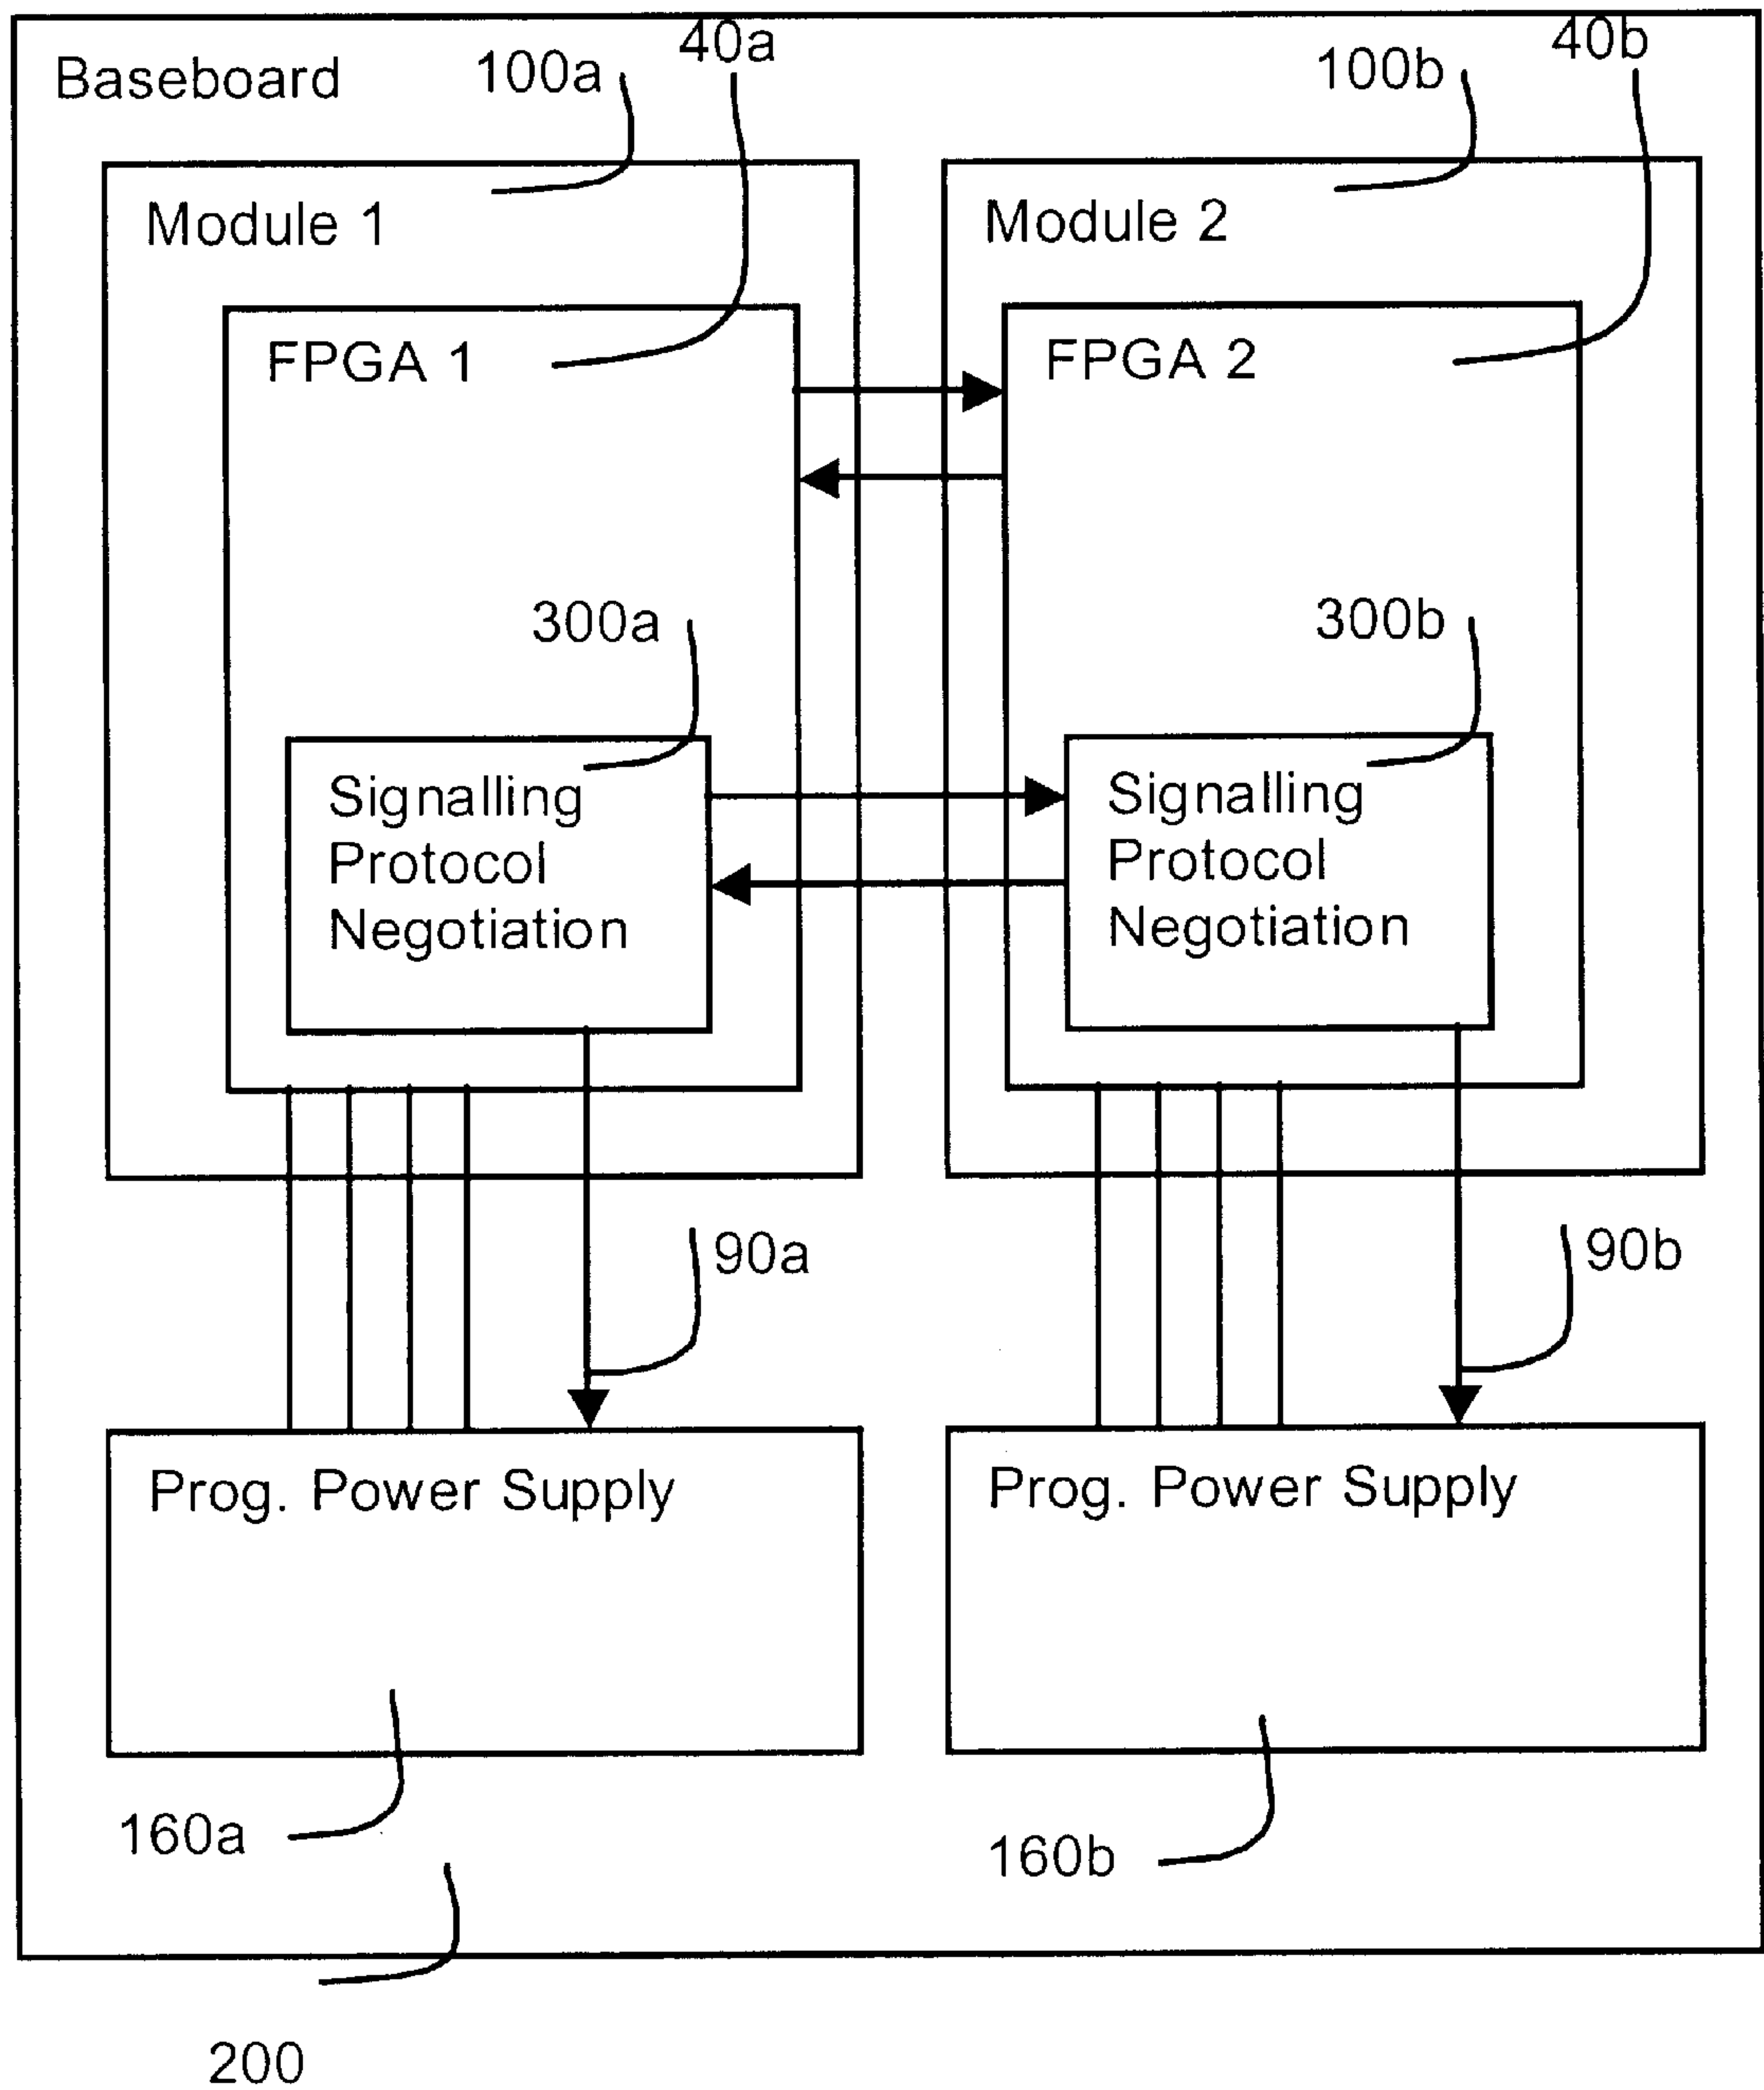 Baseboard
100a
40a
100b
40b
Module 1
Module 2
FPGA 1
FPGA 2
300a
300b
Signalling
Protocol
Negotiation
Signalling
Protocol
Negotiation
90a
90b
Prog. Power Supply
Prog. Power Supply
160a
160b
200